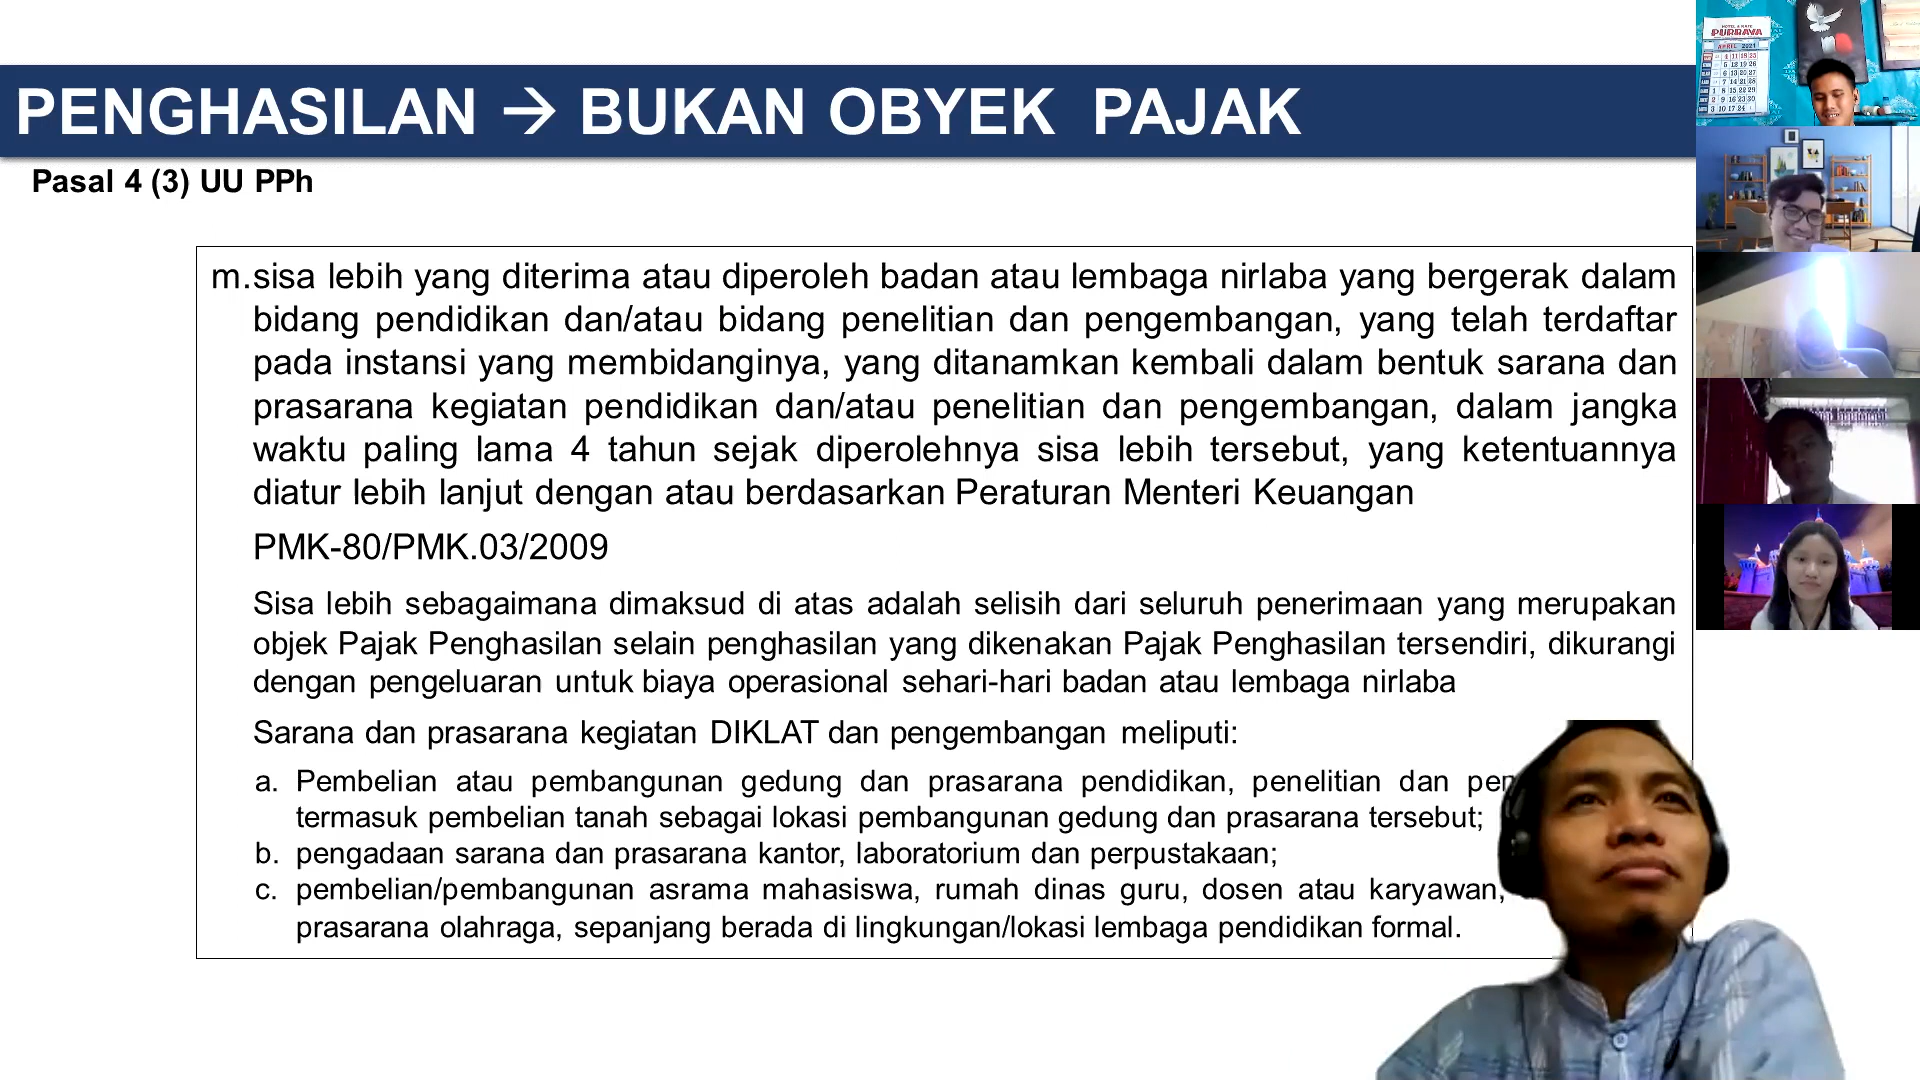 PENGHASILAN → BUKAN OBYEK PAJAK
Pasal 4 (3) UU PPh
m.sisa lebih yang diterima atau diperoleh badan atau lembaga nirlaba yang bergerak dalam
bidang pendidikan dan/atau bidang penelitian dan pengembangan, yang telah terdaftar
pada instansi yang membidanginya, yang ditanamkan kembali dalam bentuk sarana dan
prasarana kegiatan pendidikan dan/atau penelitian dan pengembangan, dalam jangka
waktu paling lama 4 tahun sejak diperolehnya sisa lebih tersebut, yang ketentuannya
diatur lebih lanjut dengan atau berdasarkan Peraturan Menteri Keuangan
PMK-80/PMK.03/2009
Sisa lebih sebagaimana dimaksud di atas adalah selisih dari seluruh penerimaan yang merupakan
objek Pajak Penghasilan selain penghasilan yang dikenakan Pajak Penghasilan tersendiri, dikurangi
dengan pengeluaran untuk biaya operasional sehari-hari badan atau lembaga nirlaba
Sarana dan prasarana kegiatan DIKLAT dan pengembangan meliputi:
a. Pembelian atau pembangunan gedung dan prasarana pendidikan, penelitian dan
termasuk pembelian tanah sebagai lokasi pembangunan gedung dan prasarana tersebut;
b. pengadaan sarana dan prasarana kantor, laboratorium dan perpustakaan;
c. pembelian/pembangunan asrama mahasiswa, rumah dinas guru, dosen atau karyawan,
prasarana olahraga, sepanjang berada di lingkungan/lokasi lembaga pendidikan formal.
PURBAYA
APRIL 2021